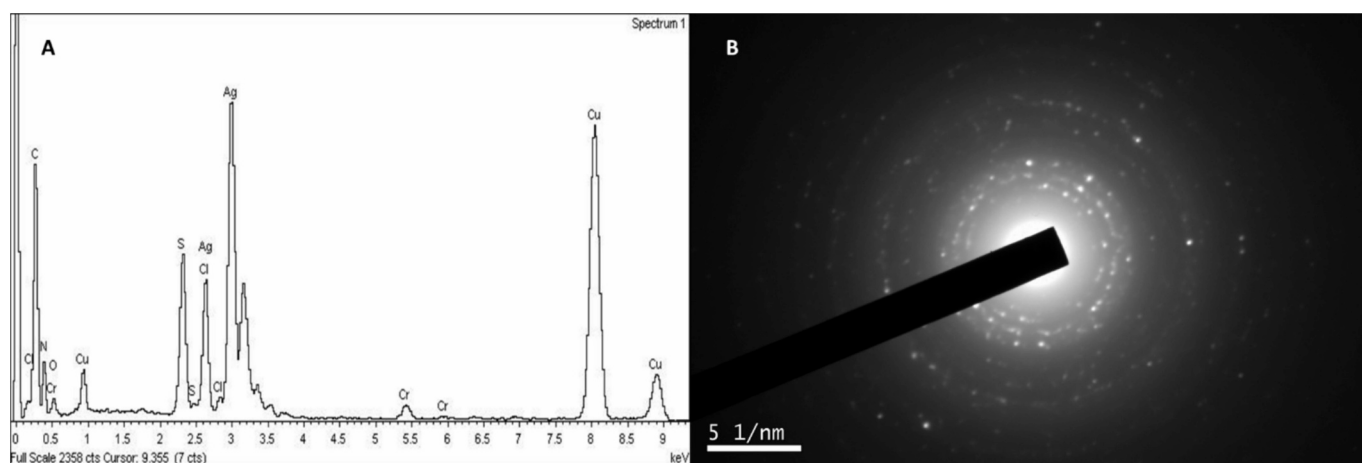 Spectrum 1
A
Ag
Cu
C
S
Ag
Cl
N
Cl
O
Cr
Cu
S
Cl
Cr
Cr
Cu
0 0.5 1 1.5 2 2.5 3 3.5 4 4.5 5 5.5 6 6.5 7 7.5 8 8.5 9
Full Scale 2358 cts Cursor: 9.355 (7 cts) keV
B
5 1/nm